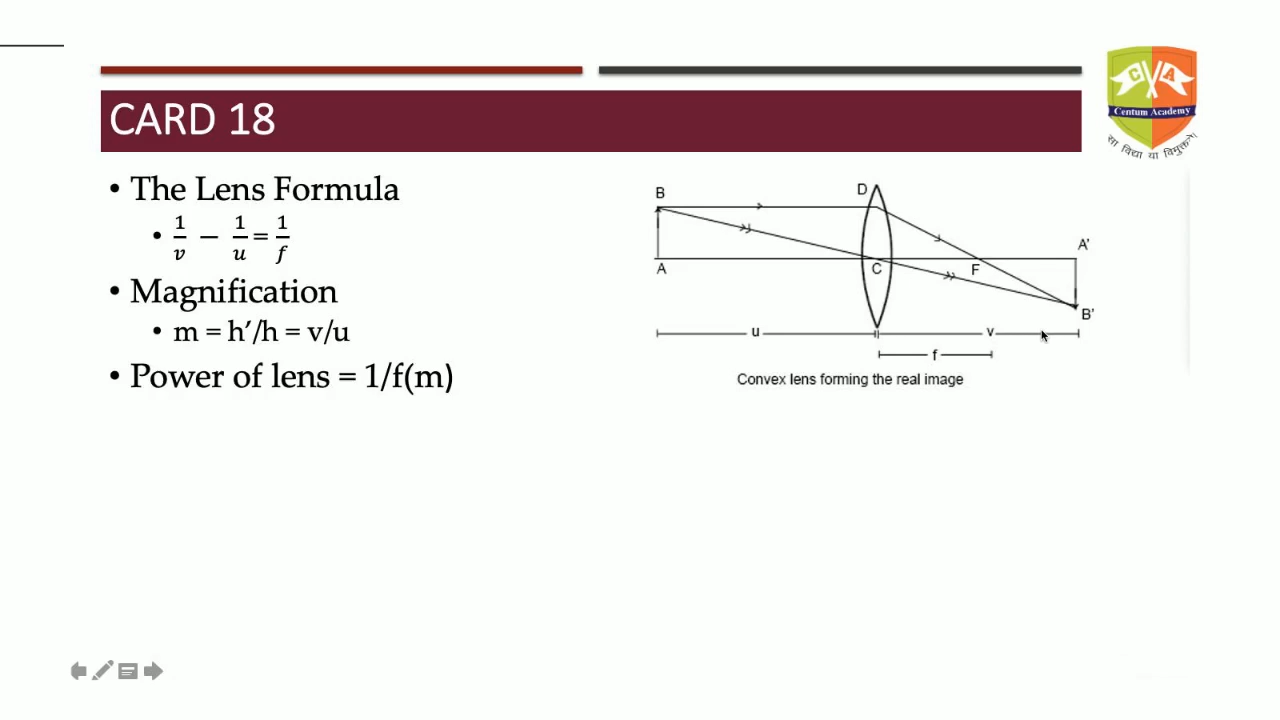 CARD 18
C A
Centum Academy
सा विद्या या विमुक्तये
• The Lens Formula
• 1/v − 1/u = 1/f
• Magnification
• m = h’/h = v/u
• Power of lens = 1/f(m)
B D
A C F A'
B'
u v
f
Convex lens forming the real image